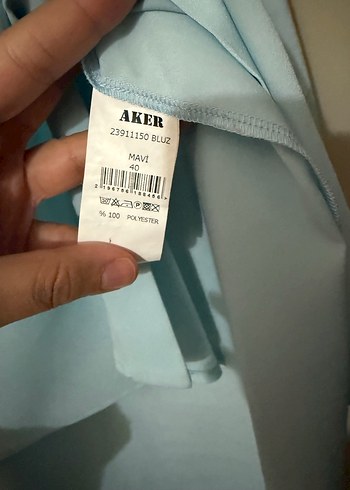 AKER
23911150 BLUZ
MAVİ
40
% 100 POLYESTER